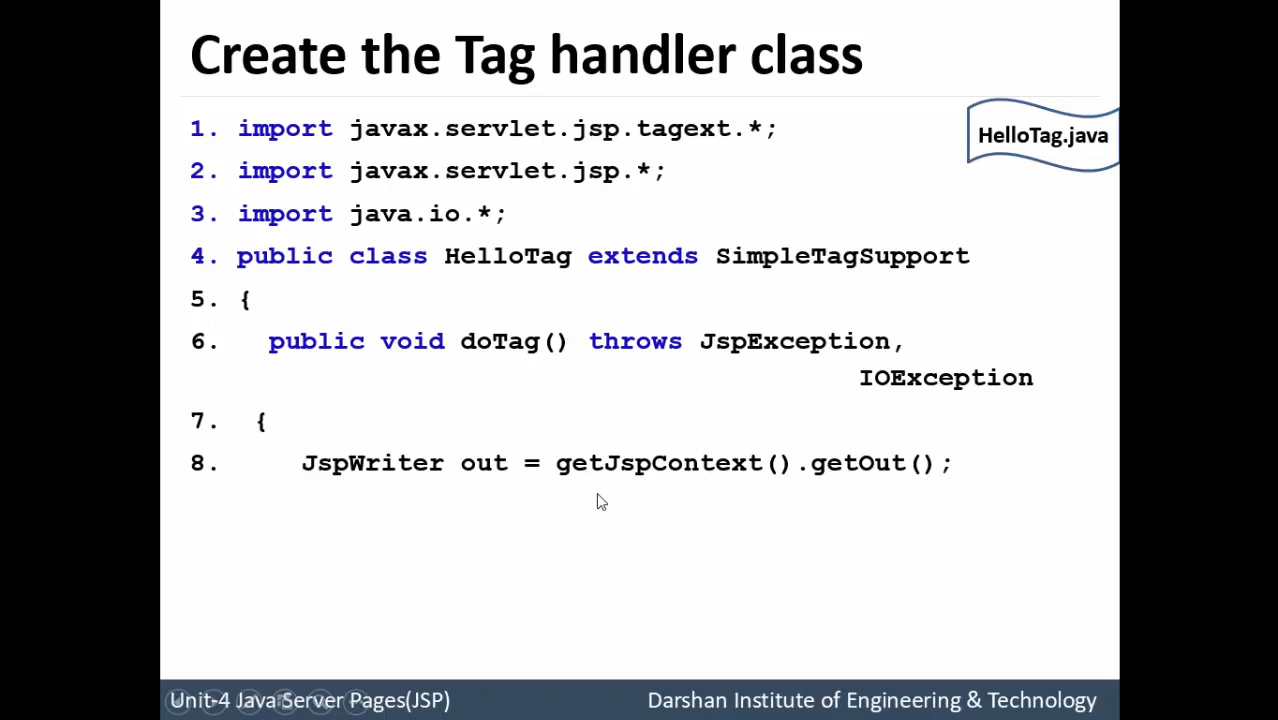 Create the Tag handler class
HelloTag.java
1. import javax.servlet.jsp.tagext.*;
2. import javax.servlet.jsp.*;
3. import java.io.*;
4. public class HelloTag extends SimpleTagSupport
5. {
6. public void doTag() throws JspException,
IOException
7. {
8. JspWriter out = getJspContext().getOut();
Unit-4 Java Server Pages(JSP)
Darshan Institute of Engineering & Technology